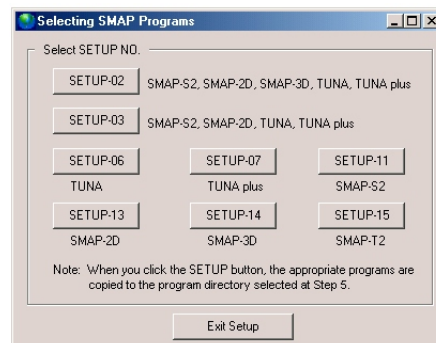 Selecting SMAP Programs
Select SETUP NO.
SETUP-02 SMAP-S2, SMAP-2D, SMAP-3D, TUNA, TUNA plus
SETUP-03 SMAP-S2, SMAP-2D, TUNA, TUNA plus
SETUP-06 SETUP-07 SETUP-11
TUNA TUNA plus SMAP-S2
SETUP-13 SETUP-14 SETUP-15
SMAP-2D SMAP-3D SMAP-T2
Note: When you click the SETUP button, the appropriate programs are
copied to the program directory selected at Step 5.
Exit Setup